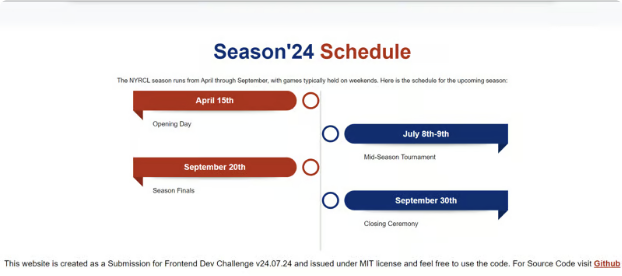 Season'24 Schedule
The NYRCL season runs from April through September, with games typically held on weekends. Here is the schedule for the upcoming season:
April 15th
Opening Day
July 8th-9th
Mid-Season Tournament
September 20th
Season Finals
September 30th
Closing Ceremony
This website is created as a Submission for Frontend Dev Challenge v24.07.24 and issued under MIT license and feel free to use the code. For Source Code visit Github